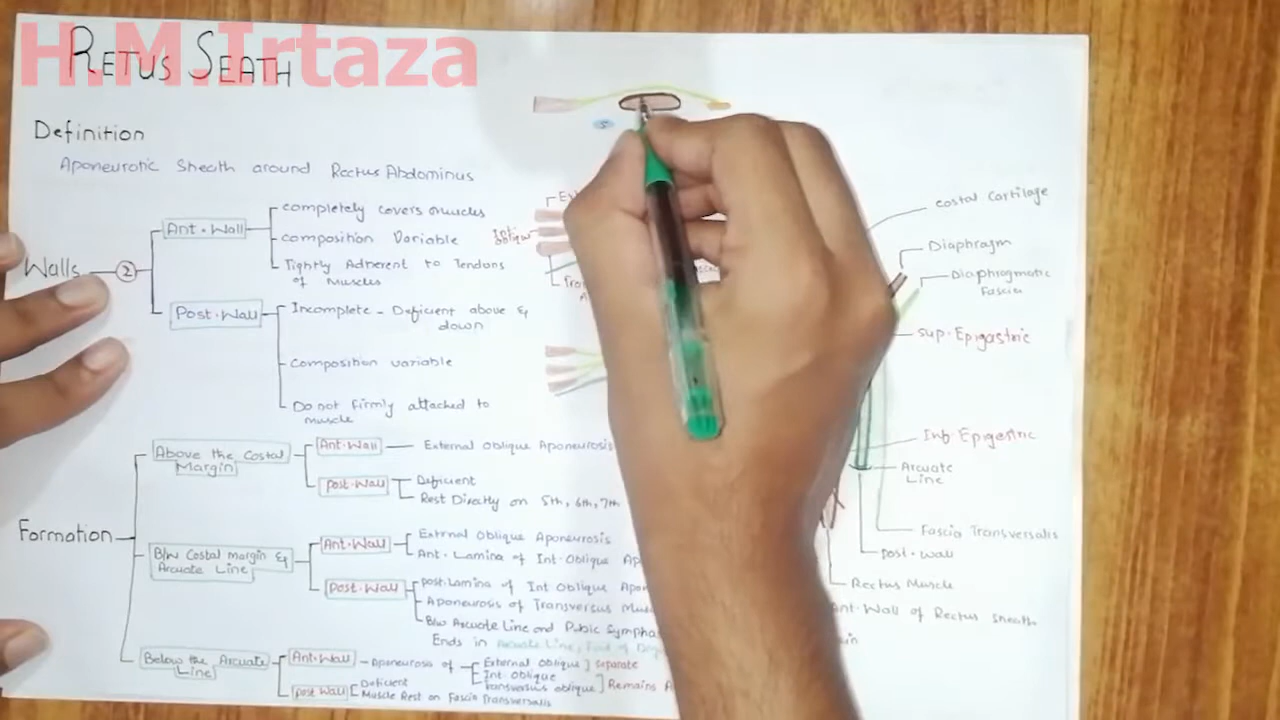 H.M.Irtaza
RETUS SEATH
Definition
Aponeurotic Sheath around Rectus Abdominus
Walls
2
Ant. Wall
completely covers muscles
composition Variable
Tightly Adherent to Tendons
of Muscles
Post. Wall
Incomplete - Deficient above &
down
composition variable
Do not firmly attached to
muscle
Formation
Above the Costal
Margin
Ant. Wall
External Oblique Aponeurosis
post. Wall
Deficient
Rest Directly on 5th, 6th, 7th
B/w Costal margin &
Arcuate Line
Ant. Wall
External Oblique Aponeurosis
Ant. Lamina of Int. Oblique
Post. Wall
post. Lamina of Int Oblique
Aponeurosis of Transversus
B/w Arcuate Line and Pubic
Ends in Arcuate Line,
Below the Arcuate
Line
Ant. Wall
Aponeurosis of
External Oblique] Separate
Int. Oblique
Transversus oblique] Remains
post Wall
Deficient
Muscle Rest on Fascia Transversalis
5
costal Cartilage
Diaphragm
Diaphragmatic
Fascia
sup. Epigastric
Inf. Epigestric
Arcuate
Line
Fascia Transversalis
post. wall
Rectus Muscle
Ant. Wall of Rectus Sheath